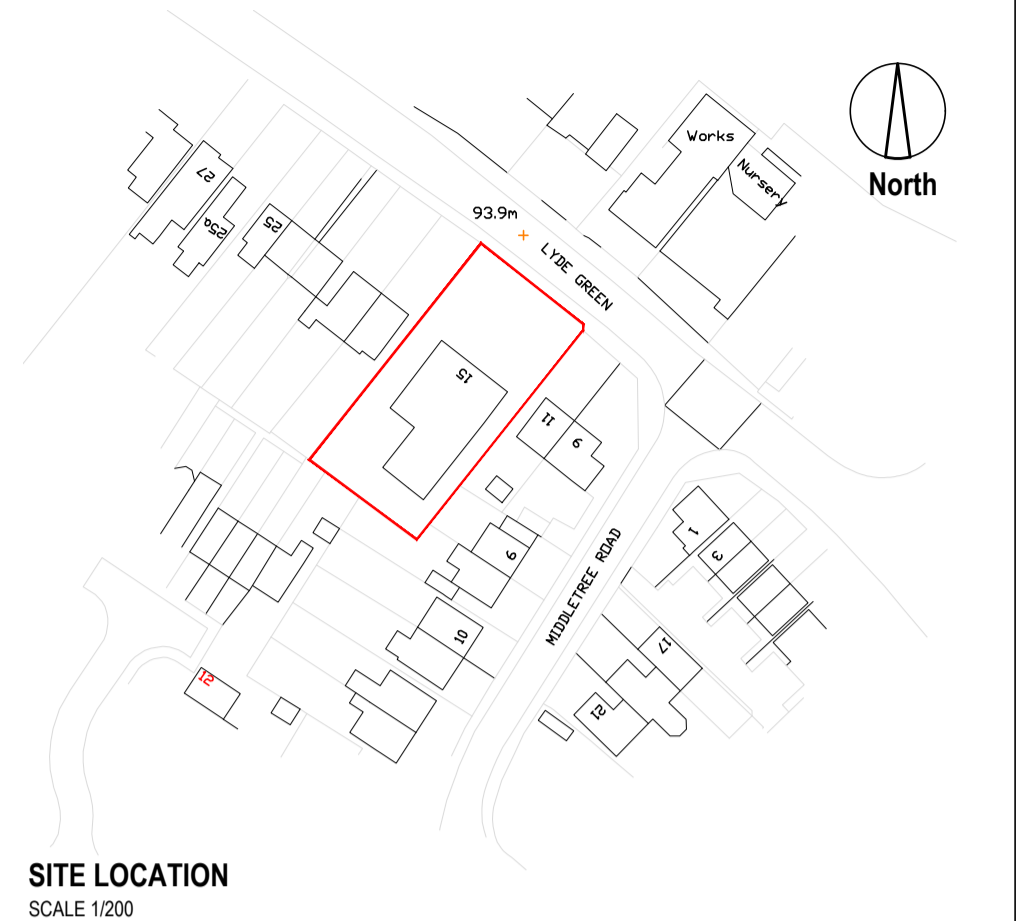 Works
Nursery
North
27
25a
25
93.9m
LYDE GREEN
15
11
9
6
1
3
MIDDLETREE ROAD
10
17
12
21
SITE LOCATION
SCALE 1/200